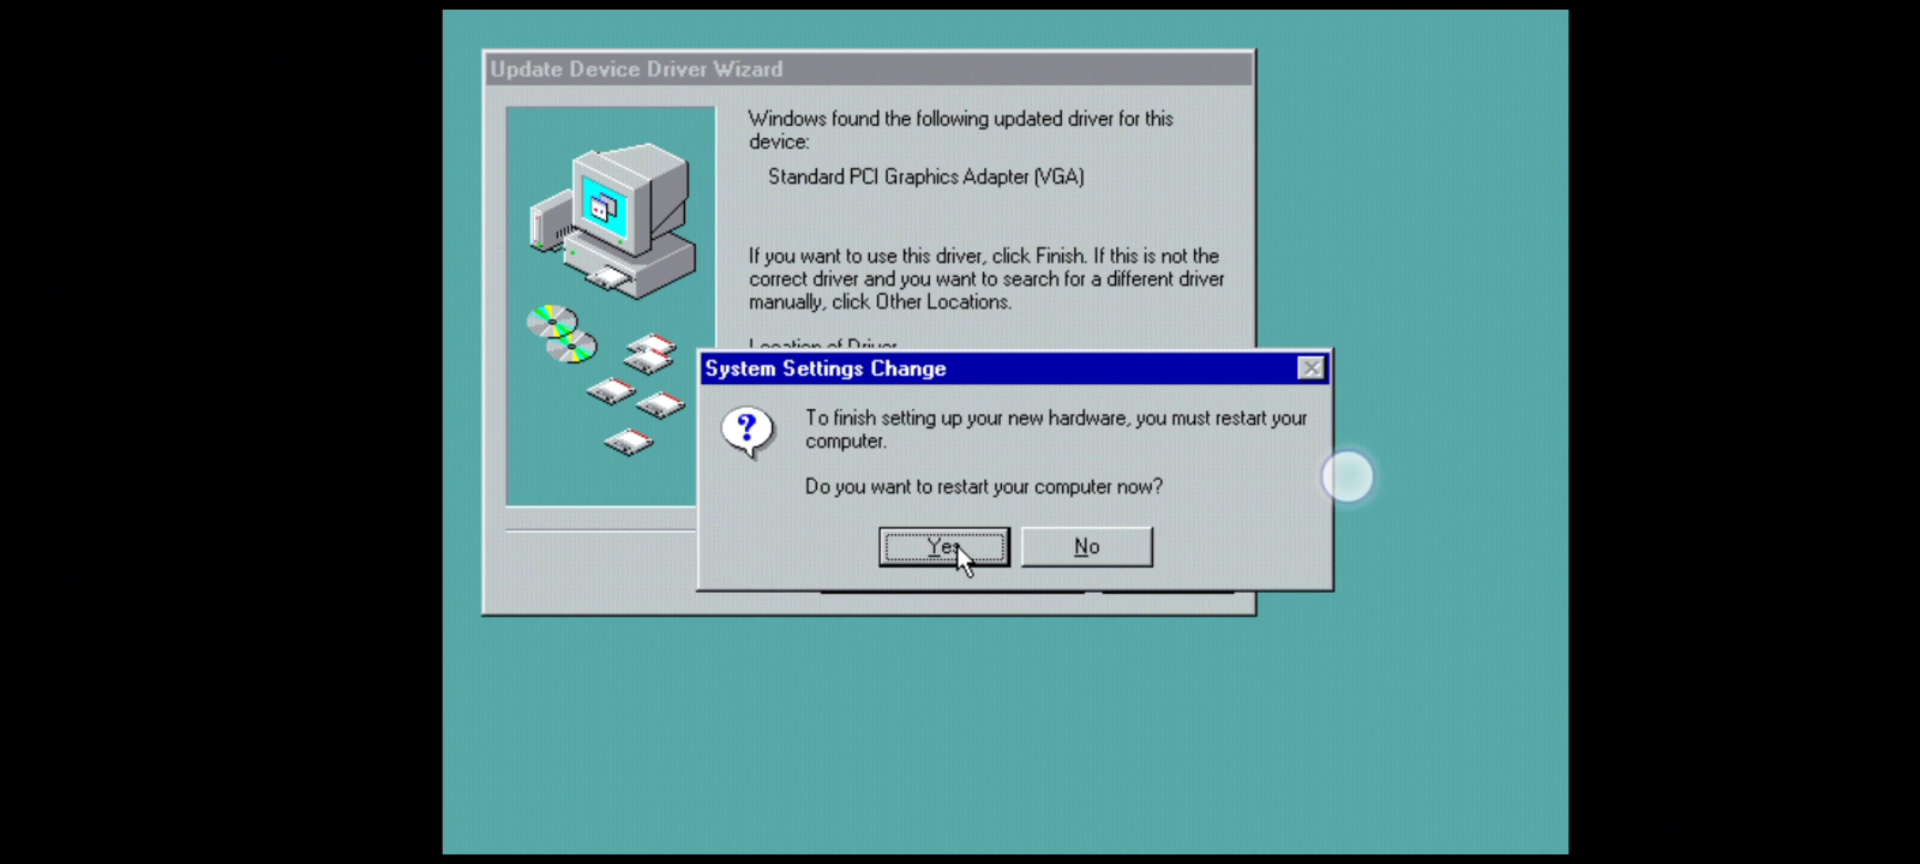 Update Device Driver Wizard
Windows found the following updated driver for this
device:
Standard PCI Graphics Adapter (VGA)
If you want to use this driver, click Finish. If this is not the
correct driver and you want to search for a different driver
manually, click Other Locations.
Location of Driver
System Settings Change
To finish setting up your new hardware, you must restart your
computer.
Do you want to restart your computer now?
Yes
No